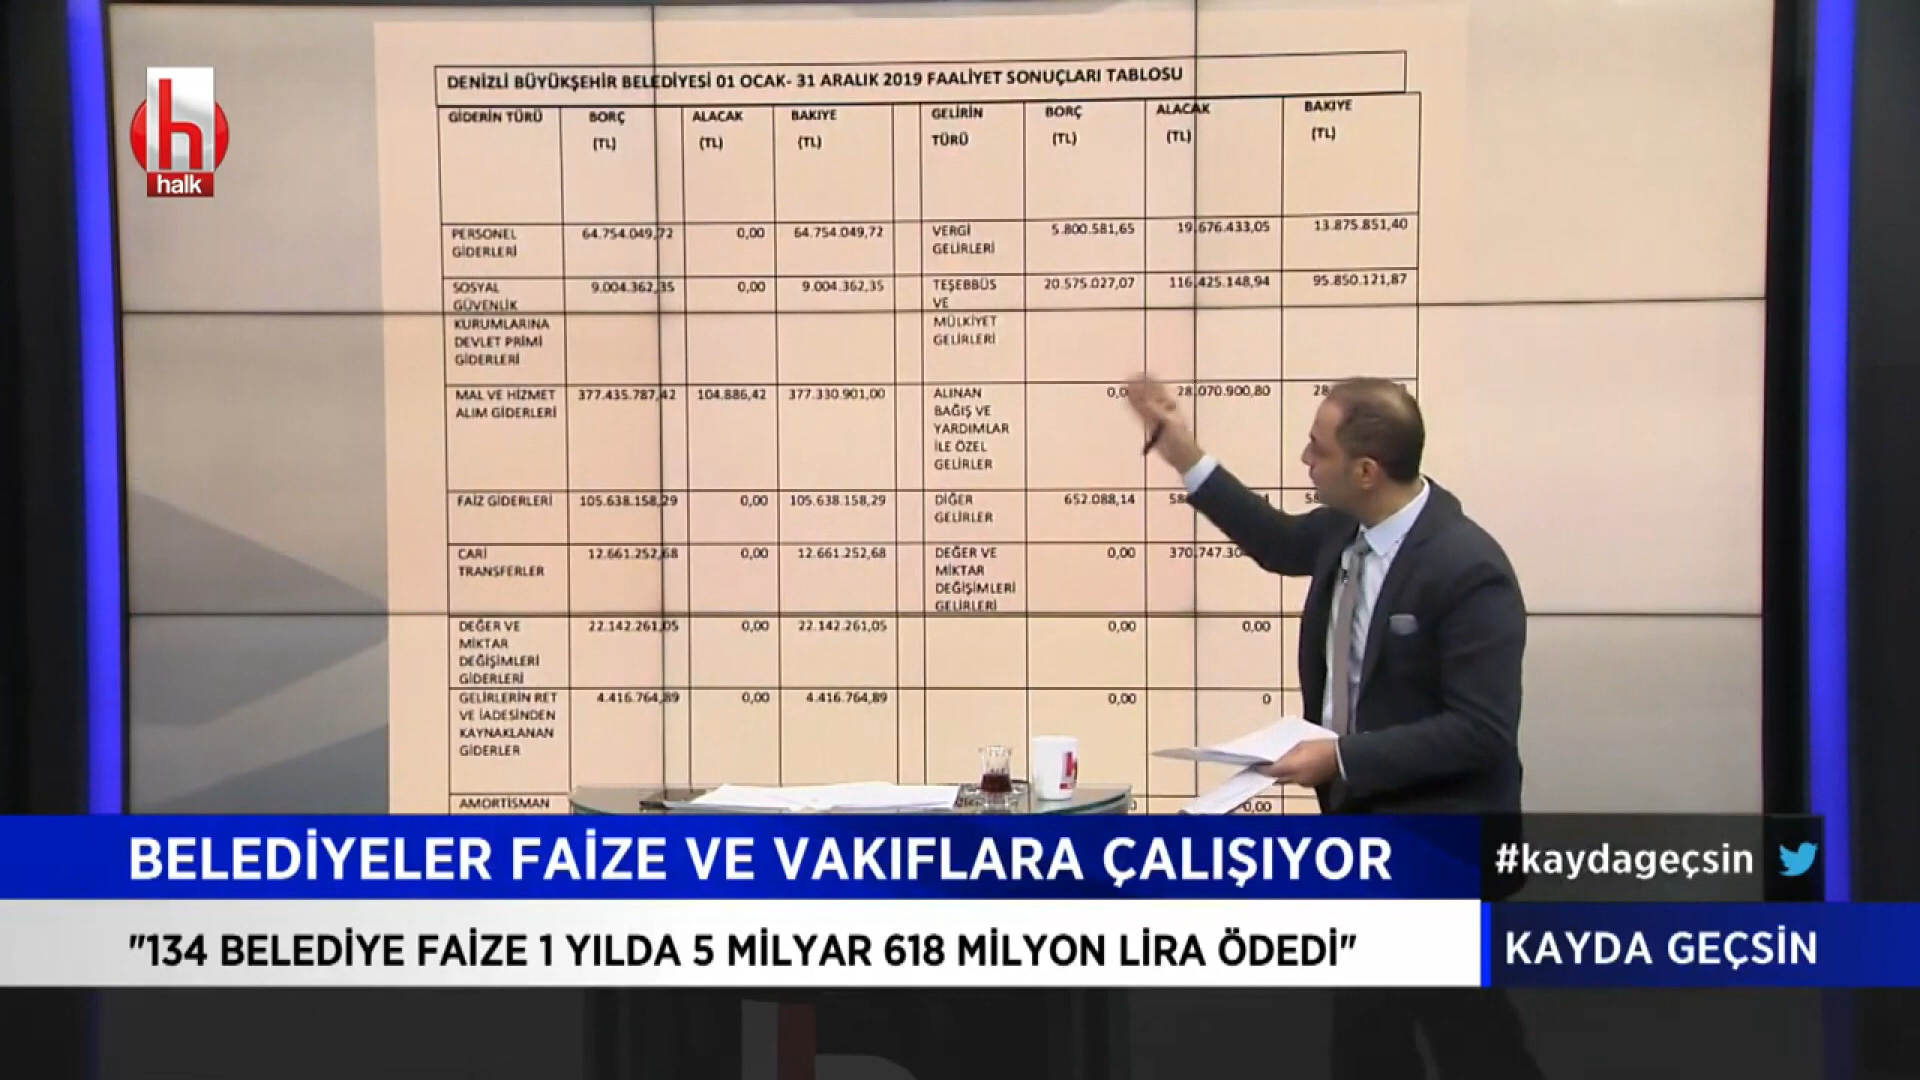 h
halk
DENİZLİ BÜYÜKŞEHİR BELEDİYESİ 01 OCAK- 31 ARALIK 2019 FAALİYET SONUÇLARI TABLOSU
GİDERİN TÜRÜ BORÇ (TL) ALACAK (TL) BAKIYE (TL) GELİRİN TÜRÜ BORÇ (TL) ALACAK (TL) BAKIYE (TL)
PERSONEL GİDERLERİ 64.754.049,72 0,00 64.754.049,72 VERGİ GELİRLERİ 5.800.581,65 19.676.433,05 13.875.851,40
SOSYAL GÜVENLİK KURUMLARINA DEVLET PRİMİ GİDERLERİ 9.004.362,35 0,00 9.004.362,35 TEŞEBBÜS VE MÜLKİYET GELİRLERİ 20.575.027,07 116.425.148,94 95.850.121,87
MAL VE HİZMET ALIM GİDERLERİ 377.435.787,42 104.886,42 377.330.901,00 ALINAN BAĞIŞ VE YARDIMLAR İLE ÖZEL GELİRLER 0,0 28.070.900,80 28
FAİZ GİDERLERİ 105.638.158,29 0,00 105.638.158,29 DİĞER GELİRLER 652.088,14 58 58
CARİ TRANSFERLER 12.661.252,68 0,00 12.661.252,68 DEĞER VE MİKTAR DEĞİŞİMLERİ GELİRLERİ 0,00 370.747.30
DEĞER VE MİKTAR DEĞİŞİMLERİ GİDERLERİ 22.142.261,05 0,00 22.142.261,05 0,00 0,00
GELİRLERİN RET VE İADESİNDEN KAYNAKLANAN GİDERLER 4.416.764,89 0,00 4.416.764,89 0,00 0
AMORTİSMAN 0,00
BELEDİYELER FAİZE VE VAKIFLARA ÇALIŞIYOR
#kaydageçsin
"134 BELEDİYE FAİZE 1 YILDA 5 MİLYAR 618 MİLYON LİRA ÖDEDİ"
KAYDA GEÇSİN